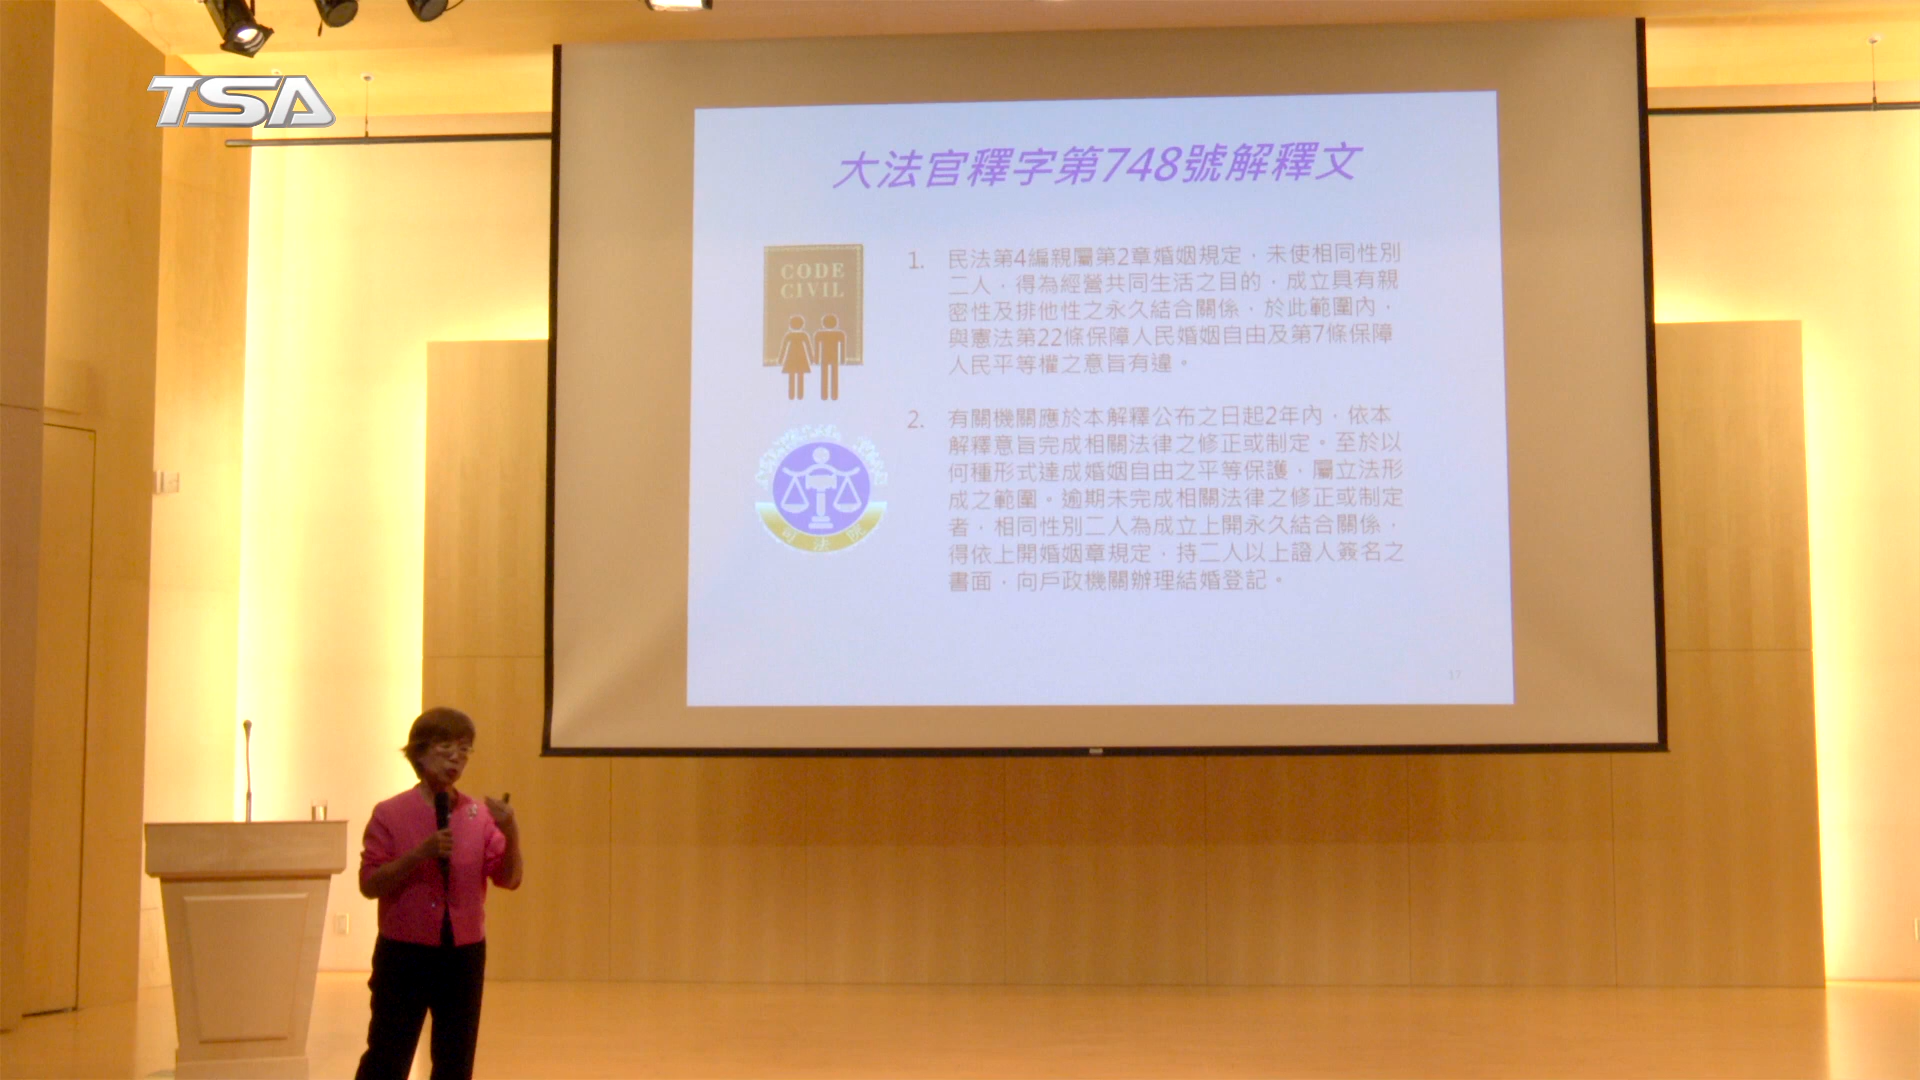 TSA
大法官釋字第748號解釋文
CODE
CIVIL
1. 民法第4編親屬第2章婚姻規定，未使相同性別
二人，得為經營共同生活之目的，成立具有親
密性及排他性之永久結合關係，於此範圍內，
與憲法第22條保障人民婚姻自由及第7條保障
人民平等權之意旨有違。
2. 有關機關應於本解釋公布之日起2年內，依本
解釋意旨完成相關法律之修正或制定。至於以
何種形式達成婚姻自由之平等保護，屬立法形
成之範圍。逾期未完成相關法律之修正或制定
者，相同性別二人為成立上開永久結合關係，
得依上開婚姻章規定，持二人以上證人簽名之
書面，向戶政機關辦理結婚登記。
司法院
17